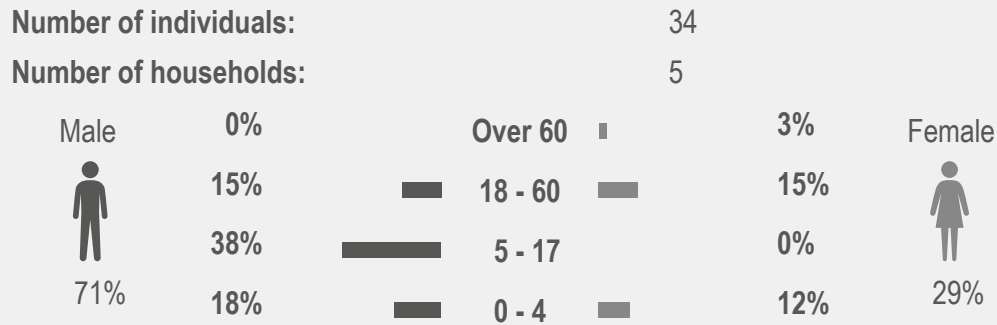 Number of individuals: 34
Number of households: 5
Male 0% Over 60 3% Female
15% 18 - 60 15%
38% 5 - 17 0%
71% 18% 0 - 4 12% 29%